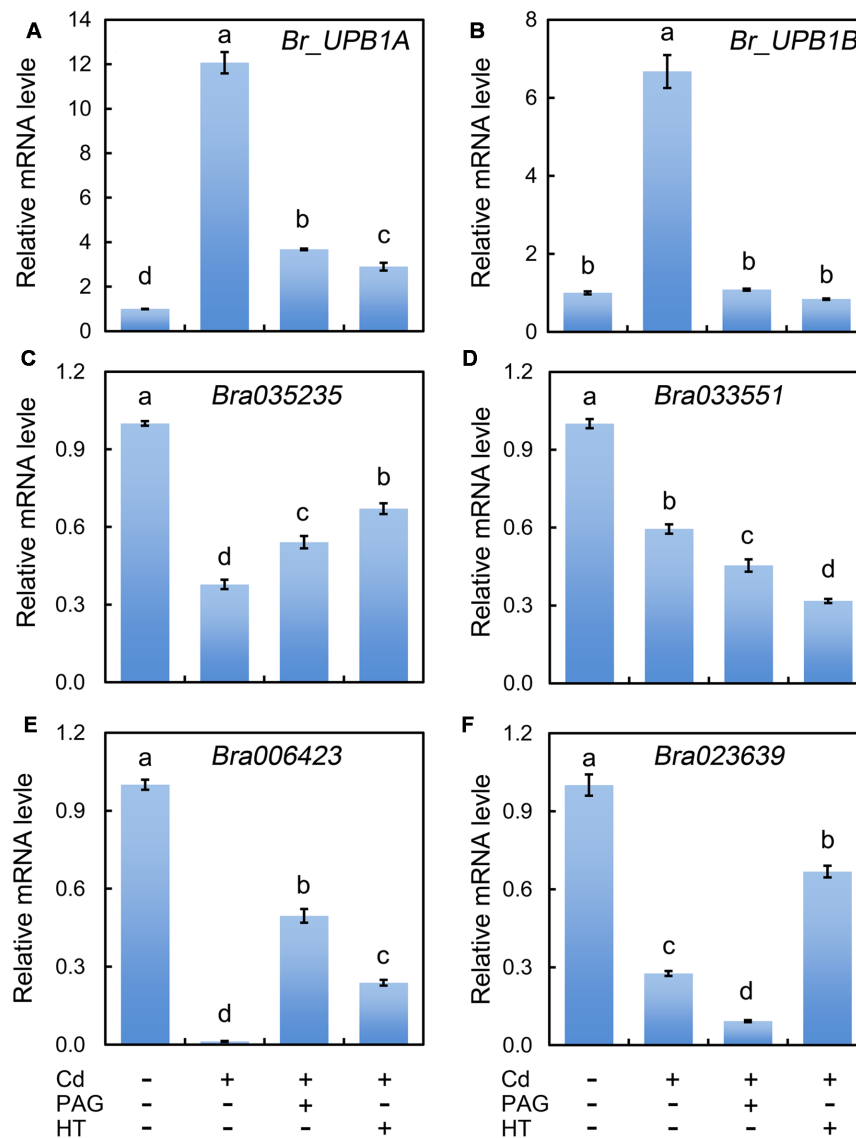 A
Br_UPB1A
Relative mRNA levle
14
12
10
8
6
4
2
0
d
a
b
c
B
Br_UPB1B
Relative mRNA levle
8
6
4
2
0
b
a
b
b
C
Bra035235
Relative mRNA levle
1.2
0.9
0.6
0.3
0.0
a
d
c
b
D
Bra033551
Relative mRNA levle
1.2
0.9
0.6
0.3
0.0
a
b
c
d
E
Bra006423
Relative mRNA levle
1.2
0.9
0.6
0.3
0.0
a
d
b
c
F
Bra023639
Relative mRNA levle
1.2
0.9
0.6
0.3
0.0
a
c
d
b
Cd - + + + - + + +
PAG - - + - - - + -
HT - - - + - - - +